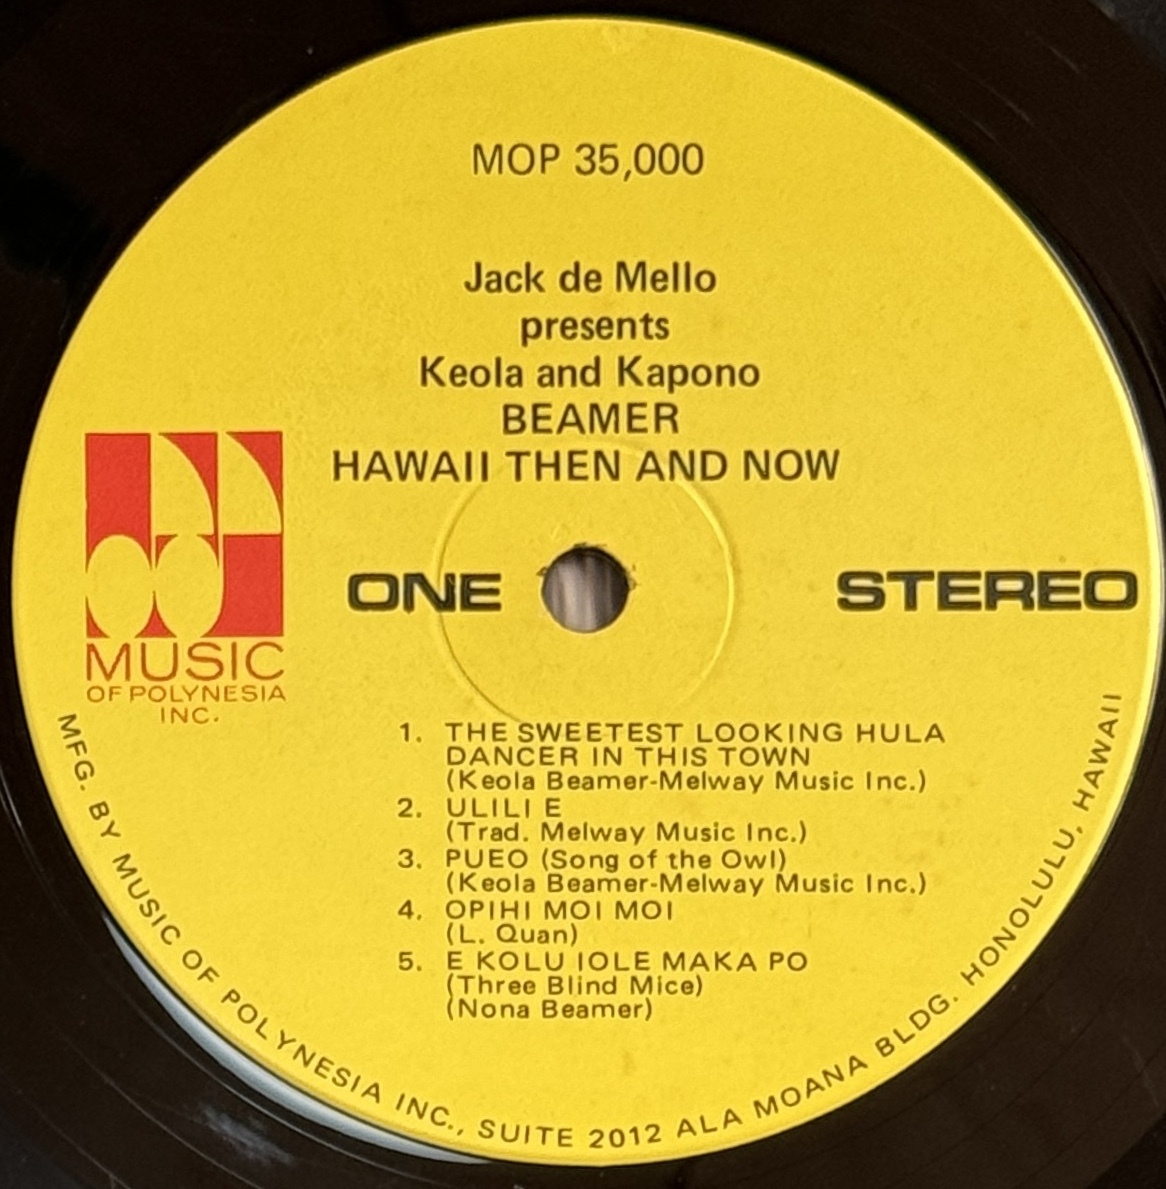 MOP 35,000
Jack de Mello
presents
Keola and Kapono
BEAMER
HAWAII THEN AND NOW
MUSIC
OF POLYNESIA
INC.
ONE
STEREO
1. THE SWEETEST LOOKING HULA
DANCER IN THIS TOWN
(Keola Beamer-Melway Music Inc.)
2. ULILI E
(Trad. Melway Music Inc.)
3. PUEO (Song of the Owl)
(Keola Beamer-Melway Music Inc.)
4. OPIHI MOI MOI
(L. Quan)
5. E KOLU IOLE MAKA PO
(Three Blind Mice)
(Nona Beamer)
MFG. BY MUSIC OF POLYNESIA INC., SUITE 2012 ALA MOANA BLDG. HONOLULU, HAWAII